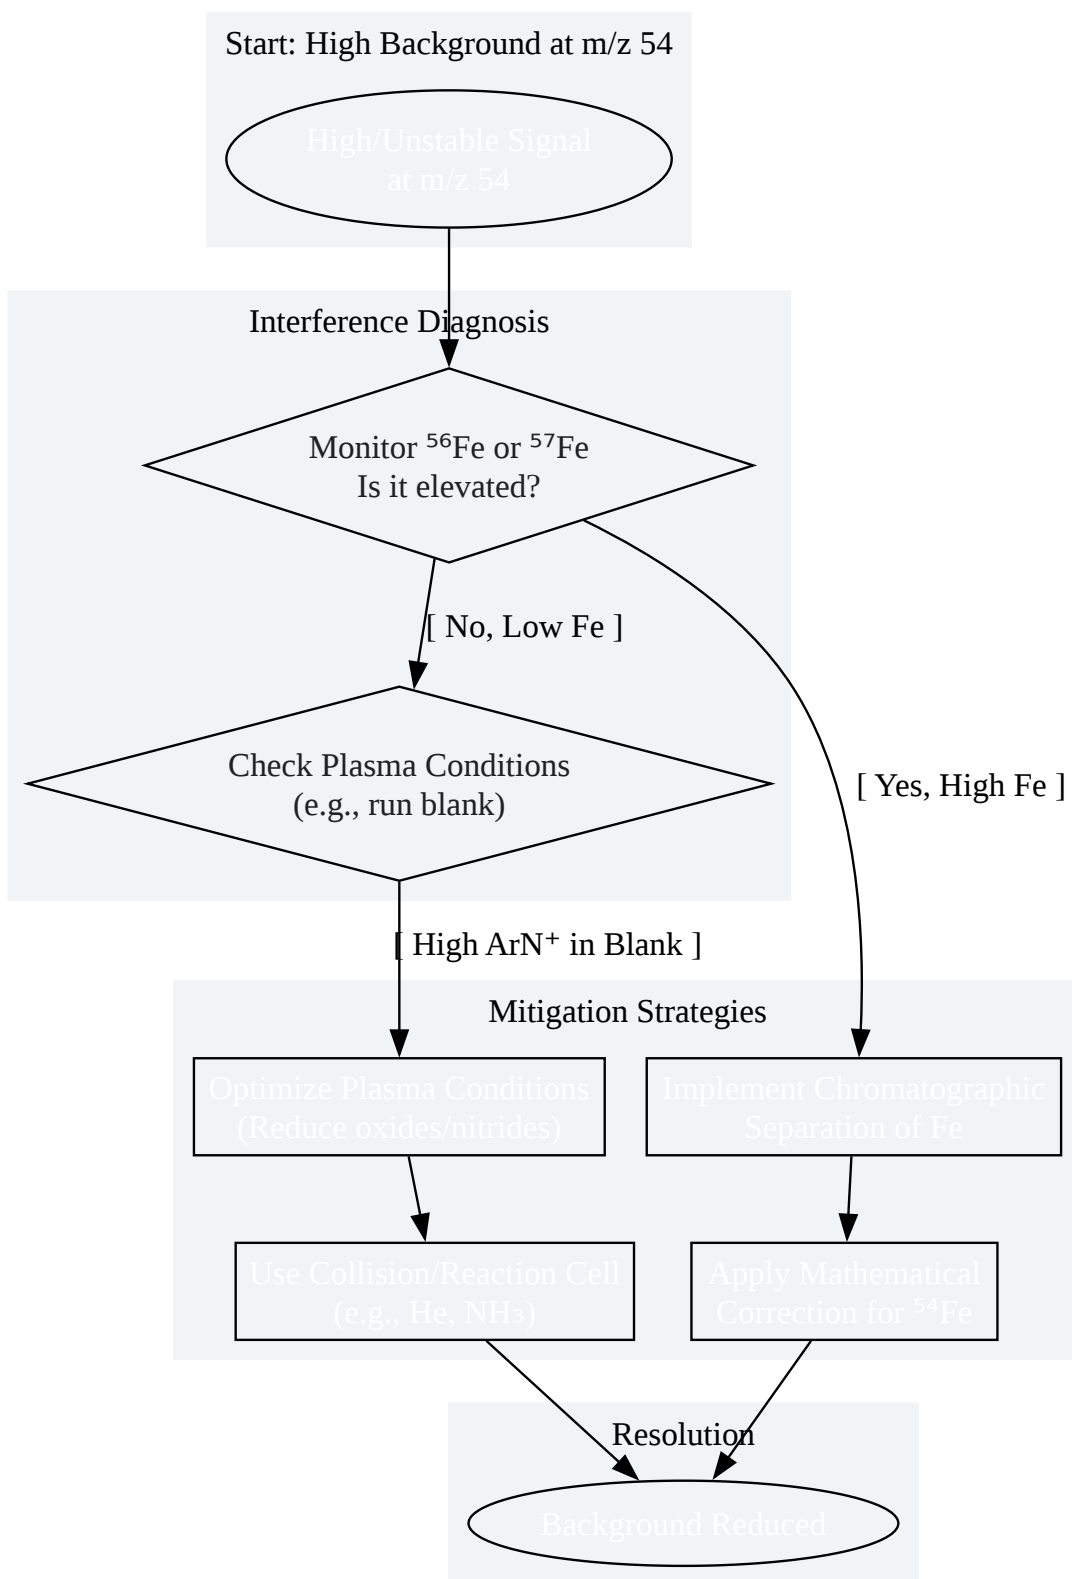 Start: High Background at m/z 54
High/Unstable Signal
at m/z 54
Interference Diagnosis
Monitor ⁵⁶Fe or ⁵⁷Fe
Is it elevated?
[ No, Low Fe ]
Check Plasma Conditions
(e.g., run blank)
[ Yes, High Fe ]
[ High ArN⁺ in Blank ]
Mitigation Strategies
Optimize Plasma Conditions
(Reduce oxides/nitrides)
Implement Chromatographic
Separation of Fe
Use Collision/Reaction Cell
(e.g., He, NH₃)
Apply Mathematical
Correction for ⁵⁴Fe
Resolution
Background Reduced